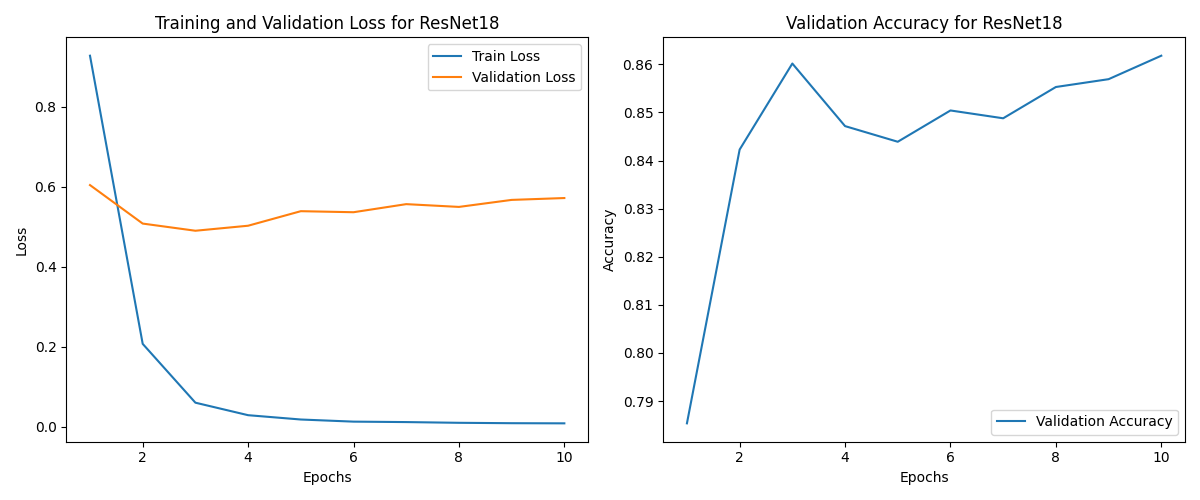 Training and Validation Loss for ResNet18
Train Loss
Validation Loss
Loss
0.8
0.6
0.4
0.2
0.0
2 4 6 8 10
Epochs
Validation Accuracy for ResNet18
Accuracy
0.86
0.85
0.84
0.83
0.82
0.81
0.80
0.79
Validation Accuracy
2 4 6 8 10
Epochs